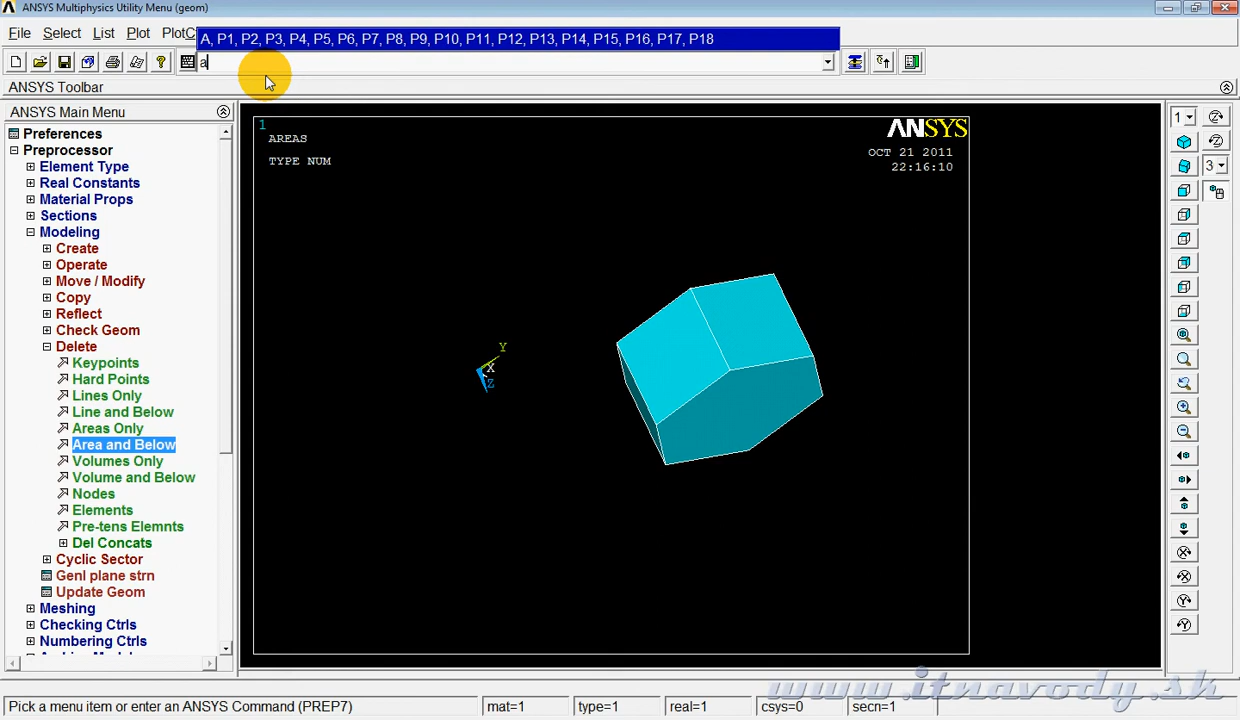 ANSYS Multiphysics Utility Menu (geom)
File Select List Plot PlotC
A, P1, P2, P3, P4, P5, P6, P7, P8, P9, P10, P11, P12, P13, P14, P15, P16, P17, P18
a
ANSYS Toolbar
ANSYS Main Menu
Preferences
Preprocessor
Element Type
Real Constants
Material Props
Sections
Modeling
Create
Operate
Move / Modify
Copy
Reflect
Check Geom
Delete
Keypoints
Hard Points
Lines Only
Line and Below
Areas Only
Area and Below
Volumes Only
Volume and Below
Nodes
Elements
Pre-tens Elemnts
Del Concats
Cyclic Sector
Genl plane strn
Update Geom
Meshing
Checking Ctrls
Numbering Ctrls
1
AREAS
TYPE NUM
ANSYS
OCT 21 2011
22:16:10
Y
X
Z
1
3
www.itnavody.sk
Pick a menu item or enter an ANSYS Command (PREP7)
mat=1
type=1
real=1
csys=0
secn=1